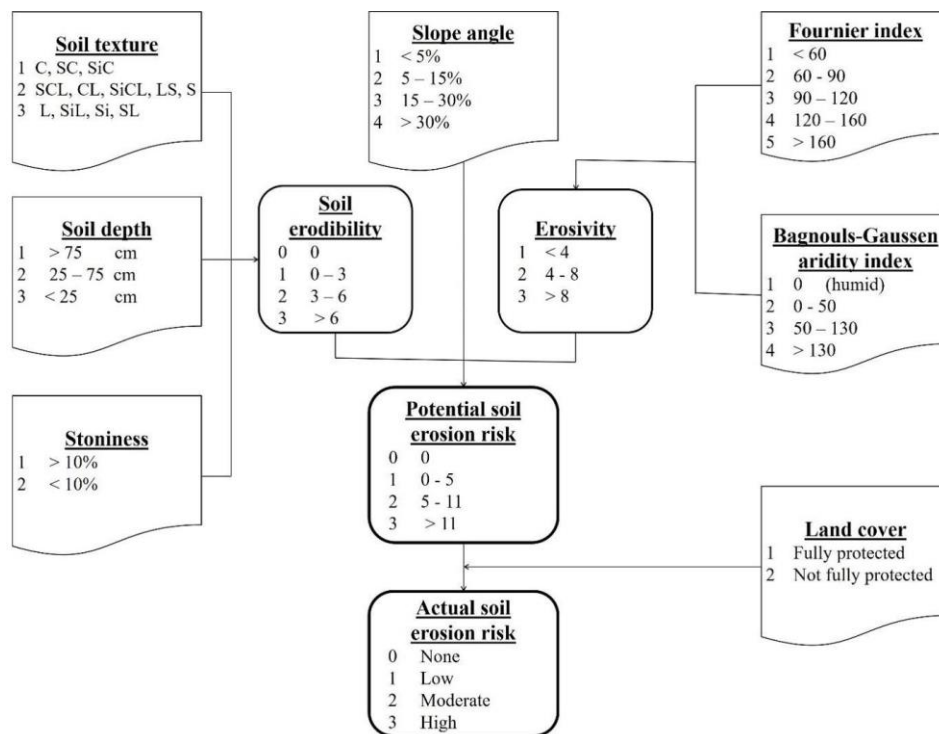 Soil texture
1 C, SC, SiC
2 SCL, CL, SiCL, LS, S
3 L, SiL, Si, SL
Slope angle
1 < 5%
2 5 – 15%
3 15 – 30%
4 > 30%
Fournier index
1 < 60
2 60 - 90
3 90 – 120
4 120 – 160
5 > 160
Soil depth
1 > 75 cm
2 25 – 75 cm
3 < 25 cm
Soil
erodibility
0 0
1 0 – 3
2 3 – 6
3 > 6
Erosivity
1 < 4
2 4 - 8
3 > 8
Bagnouls-Gaussen
aridity index
1 0 (humid)
2 0 - 50
3 50 – 130
4 > 130
Stoniness
1 > 10%
2 < 10%
Potential soil
erosion risk
0 0
1 0 - 5
2 5 - 11
3 > 11
Land cover
1 Fully protected
2 Not fully protected
Actual soil
erosion risk
0 None
1 Low
2 Moderate
3 High